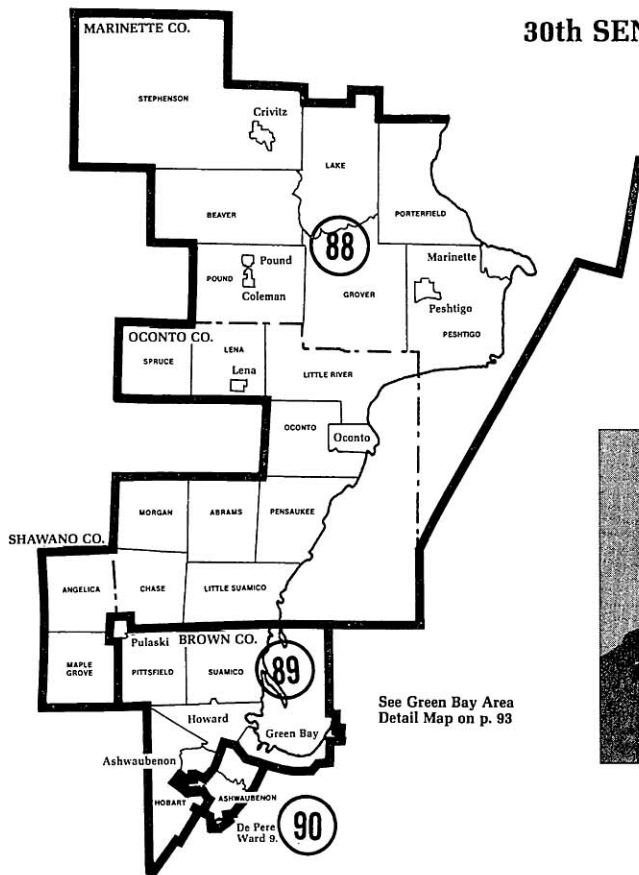 30th SEN
MARINETTE CO.
STEPHENSON
Crivitz
LAKE
BEAVER
PORTERFIELD
88
Marinette
POUND
Pound
Coleman
GROVER
Peshtigo
PESHTIGO
OCONTO CO.
SPRUCE
LENA
Lena
LITTLE RIVER
OCONTO
Oconto
MORGAN
ABRAMS
PENSAUKEE
SHAWANO CO.
ANGELICA
CHASE
LITTLE SUAMICO
Pulaski
BROWN CO.
MAPLE
GROVE
PITTSFIELD
SUAMICO
89
See Green Bay Area
Detail Map on p. 93
Howard
Green Bay
Ashwaubenon
HOBART
ASHWAUBENON
De Pere
Ward 9.
90